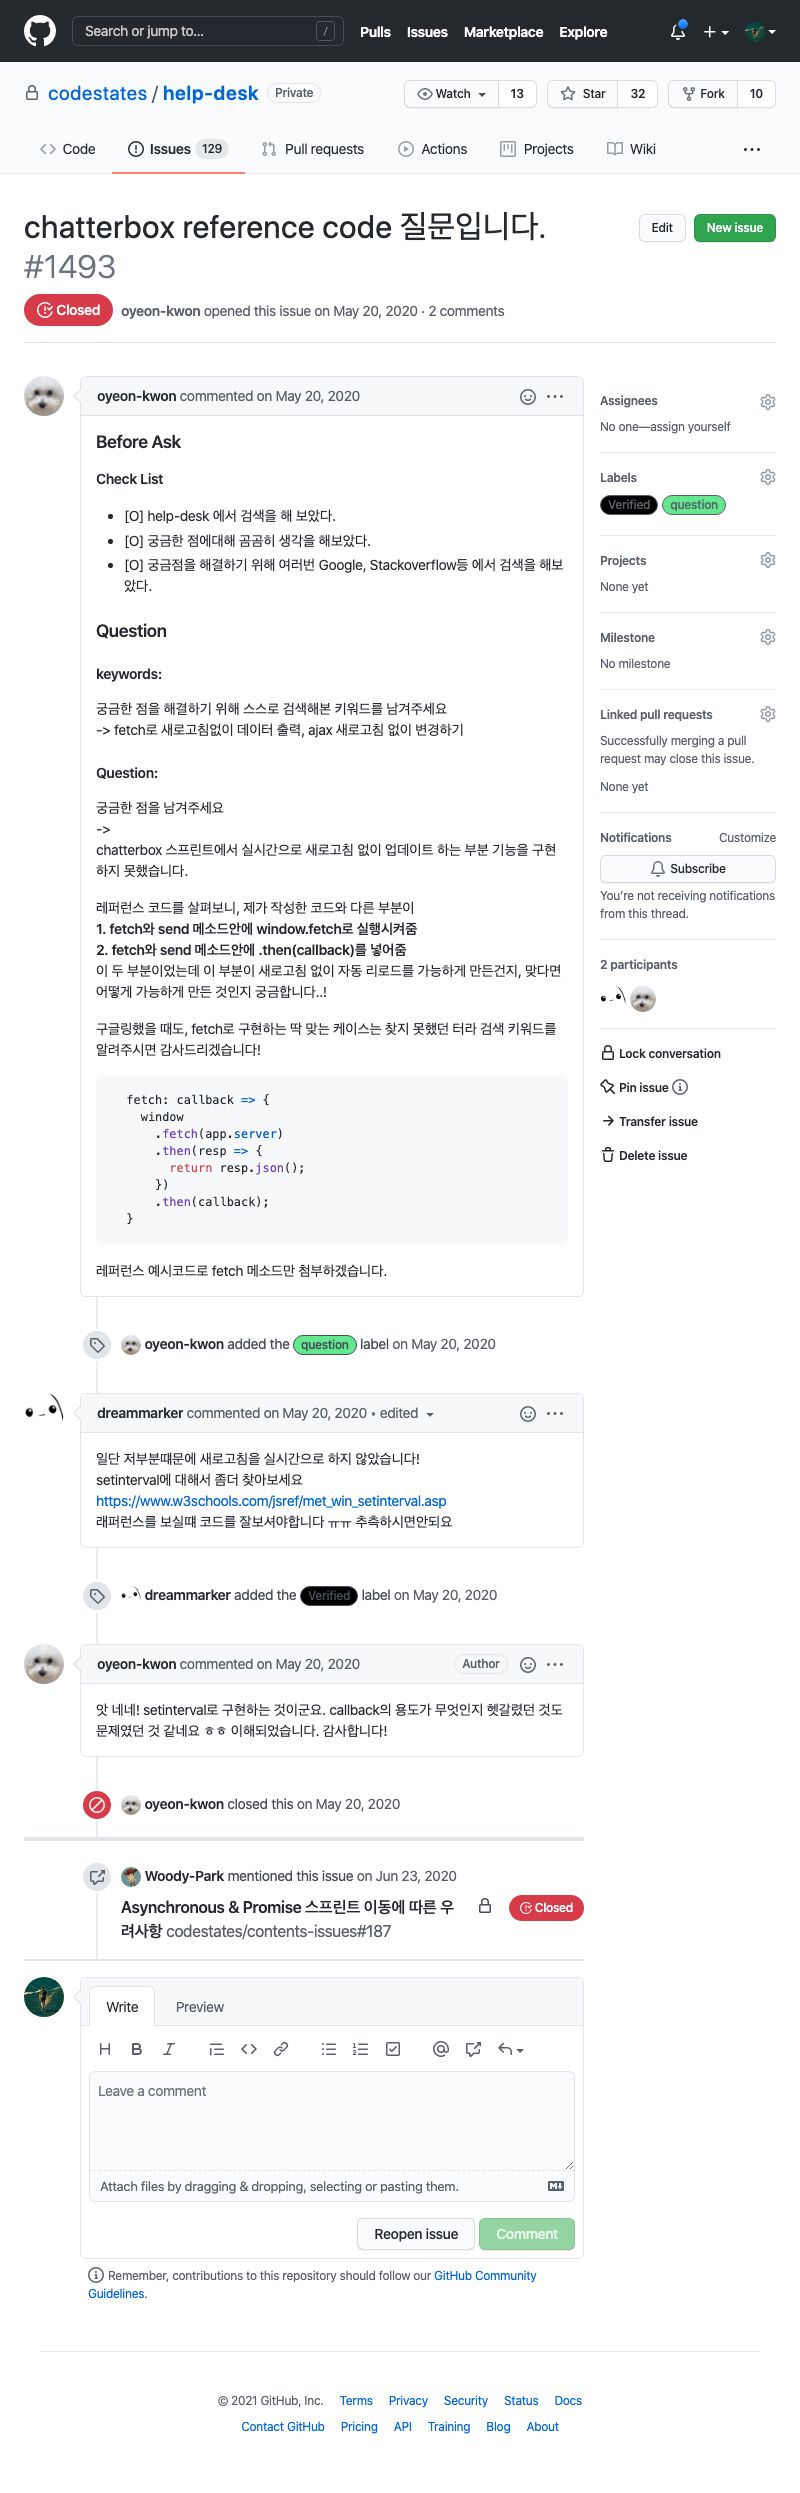 Search or jump to... /
Pulls Issues Marketplace Explore
codestates / help-desk Private
Watch 13 Star 32 Fork 10
Code Issues 129 Pull requests Actions Projects Wiki
chatterbox reference code 질문입니다.
#1493
Edit New issue
Closed oyeon-kwon opened this issue on May 20, 2020 · 2 comments
oyeon-kwon commented on May 20, 2020
Before Ask
Check List
• [O] help-desk 에서 검색을 해 보았다.
• [O] 궁금한 점에대해 곰곰히 생각을 해보았다.
• [O] 궁금점을 해결하기 위해 여러번 Google, Stackoverflow등 에서 검색을 해보
았다.
Question
keywords:
궁금한 점을 해결하기 위해 스스로 검색해본 키워드를 남겨주세요
-> fetch로 새로고침없이 데이터 출력, ajax 새로고침 없이 변경하기
Question:
궁금한 점을 남겨주세요
->
chatterbox 스프린트에서 실시간으로 새로고침 없이 업데이트 하는 부분 기능을 구현
하지 못했습니다.
레퍼런스 코드를 살펴보니, 제가 작성한 코드와 다른 부분이
1. fetch와 send 메소드안에 window.fetch로 실행시켜줌
2. fetch와 send 메소드안에 .then(callback)를 넣어줌
이 두 부분이었는데 이 부분이 새로고침 없이 자동 리로드를 가능하게 만든건지, 맞다면
어떻게 가능하게 만든 것인지 궁금합니다..!
구글링했을 때도, fetch로 구현하는 딱 맞는 케이스는 찾지 못했던 터라 검색 키워드를
알려주시면 감사드리겠습니다!
fetch: callback => {
window
.fetch(app.server)
.then(resp => {
return resp.json();
})
.then(callback);
}
레퍼런스 예시코드로 fetch 메소드만 첨부하겠습니다.
oyeon-kwon added the question label on May 20, 2020
dreammarker commented on May 20, 2020 • edited
일단 저부분떄문에 새로고침을 실시간으로 하지 않았습니다!
setinterval에 대해서 좀더 찾아보세요
https://www.w3schools.com/jsref/met_win_setinterval.asp
래퍼런스를 보실떄 코드를 잘보셔야합니다 ㅠㅠ 추측하시면안되요
dreammarker added the Verified label on May 20, 2020
oyeon-kwon commented on May 20, 2020 Author
앗 네네! setinterval로 구현하는 것이군요. callback의 용도가 무엇인지 헷갈렸던 것도
문제였던 것 같네요 ㅎㅎ 이해되었습니다. 감사합니다!
oyeon-kwon closed this on May 20, 2020
Woody-Park mentioned this issue on Jun 23, 2020
Asynchronous & Promise 스프린트 이동에 따른 우
려사항 codestates/contents-issues#187
Closed
Write Preview
Leave a comment
Attach files by dragging & dropping, selecting or pasting them.
Reopen issue Comment
Remember, contributions to this repository should follow our GitHub Community
Guidelines.
Assignees
No one—assign yourself
Labels
Verified question
Projects
None yet
Milestone
No milestone
Linked pull requests
Successfully merging a pull
request may close this issue.
None yet
Notifications Customize
Subscribe
You're not receiving notifications
from this thread.
2 participants
Lock conversation
Pin issue
Transfer issue
Delete issue
© 2021 GitHub, Inc. Terms Privacy Security Status Docs
Contact GitHub Pricing API Training Blog About